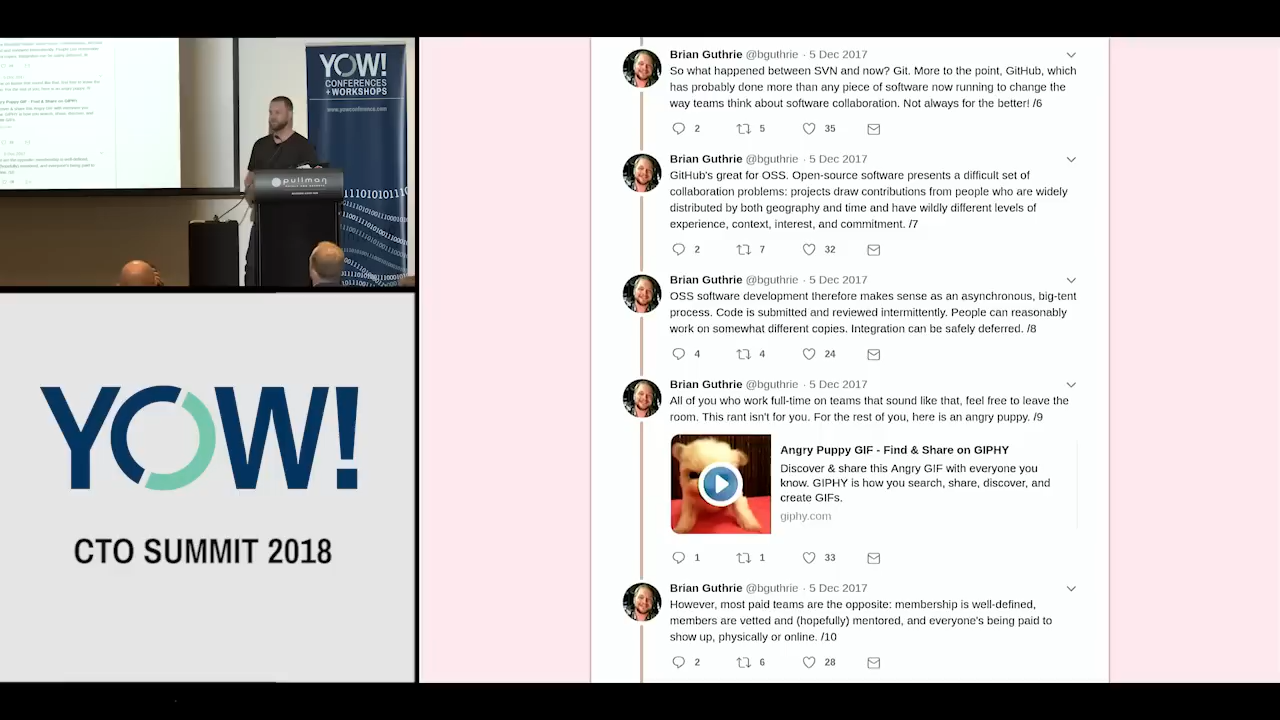 YOW!
CONFERENCES
+WORKSHOPS
www.yowconference.com
pullman
YOW!
CTO SUMMIT 2018
Brian Guthrie @bguthrie · 5 Dec 2017
So what happened between SVN and now? Git. More to the point, GitHub, which
has probably done more than any piece of software now running to change the
way teams think about software collaboration. Not always for the better! /6
2 5 35
Brian Guthrie @bguthrie · 5 Dec 2017
GitHub's great for OSS. Open-source software presents a difficult set of
collaboration problems: projects draw contributions from people who are widely
distributed by both geography and time and have wildly different levels of
experience, context, interest, and commitment. /7
2 7 32
Brian Guthrie @bguthrie · 5 Dec 2017
OSS software development therefore makes sense as an asynchronous, big-tent
process. Code is submitted and reviewed intermittently. People can reasonably
work on somewhat different copies. Integration can be safely deferred. /8
4 4 24
Brian Guthrie @bguthrie · 5 Dec 2017
All of you who work full-time on teams that sound like that, feel free to leave the
room. This rant isn't for you. For the rest of you, here is an angry puppy. /9
Angry Puppy GIF - Find & Share on GIPHY
Discover & share this Angry GIF with everyone you
know. GIPHY is how you search, share, discover, and
create GIFs.
giphy.com
1 1 33
Brian Guthrie @bguthrie · 5 Dec 2017
However, most paid teams are the opposite: membership is well-defined,
members are vetted and (hopefully) mentored, and everyone's being paid to
show up, physically or online. /10
2 6 28